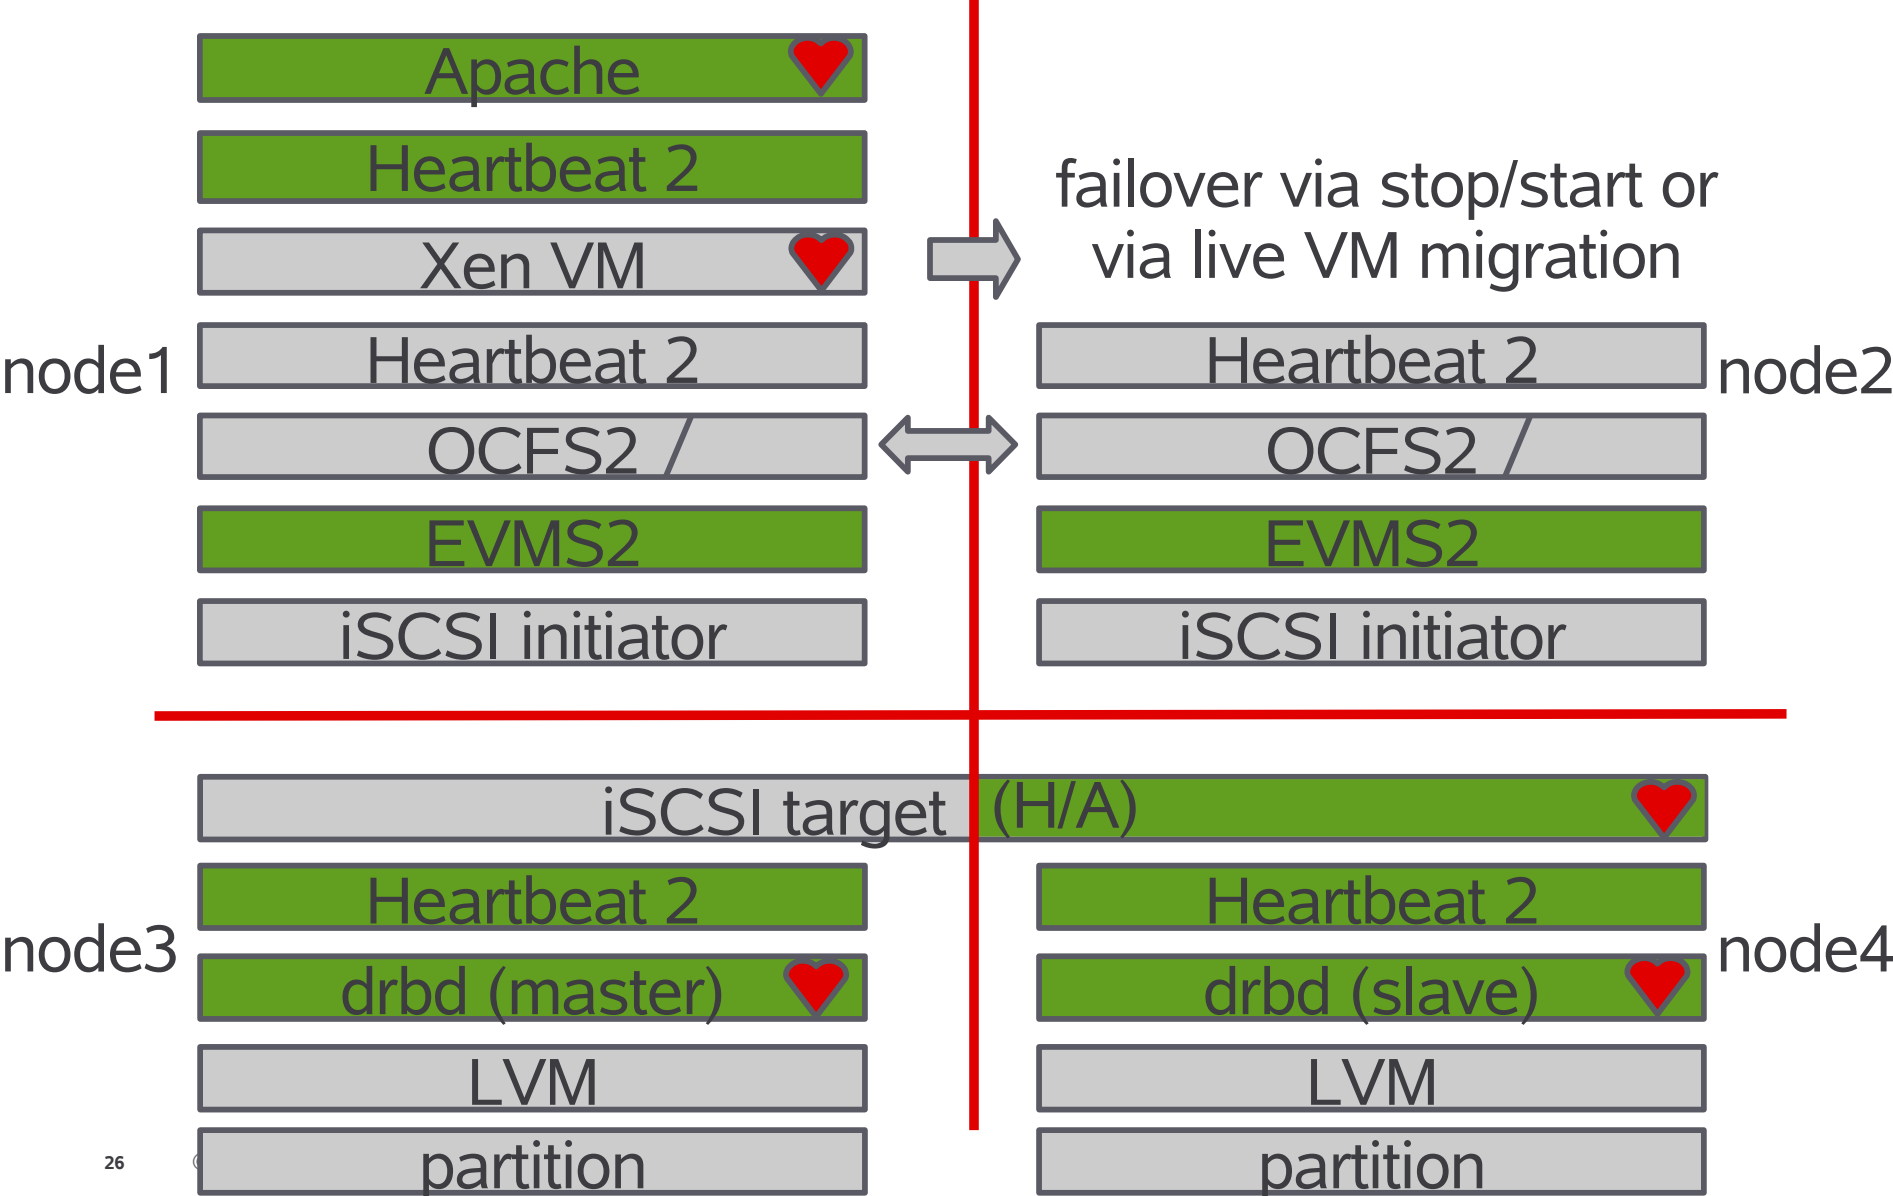 Apache
Heartbeat 2
Xen VM
failover via stop/start or
via live VM migration
node1
Heartbeat 2
Heartbeat 2
node2
OCFS2 /
OCFS2 /
EVMS2
EVMS2
iSCSI initiator
iSCSI initiator
iSCSI target (H/A)
node3
Heartbeat 2
Heartbeat 2
node4
drbd (master)
drbd (slave)
LVM
LVM
26
partition
partition